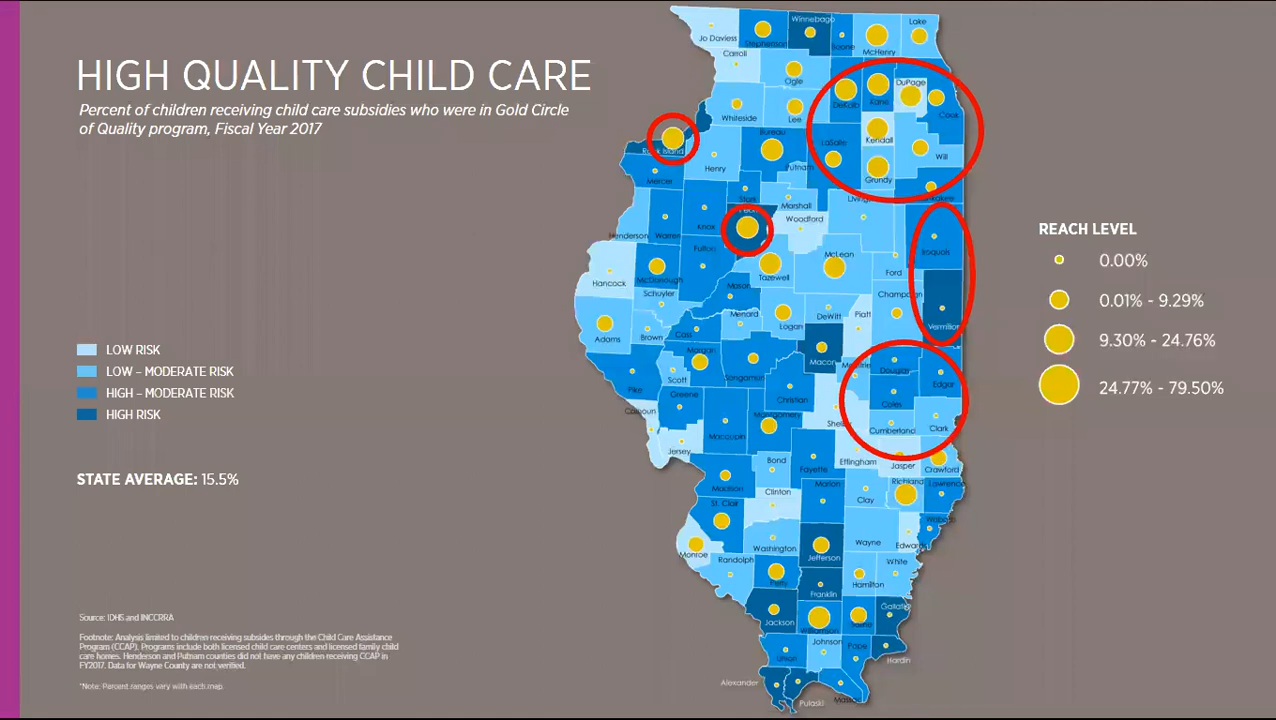 HIGH QUALITY CHILD CARE
Percent of children receiving child care subsidies who were in Gold Circle
of Quality program, Fiscal Year 2017
LOW RISK
LOW – MODERATE RISK
HIGH – MODERATE RISK
HIGH RISK
STATE AVERAGE: 15.5%
Source: IDHS and INCCRRA
Footnote: Analysis limited to children receiving subsides through the Child Care Assistance
Program (CCAP). Programs include both licensed child care centers and licensed family child
care homes. Henderson and Putnam counties did not have any children receiving CCAP in
FY2017. Data for Wayne County are not verified.
*Note: Percent ranges vary with each map.
Jo Daviess
Stephenson
Winnebago
Boone
McHenry
Lake
Carroll
Ogle
DeKalb
Kane
DuPage
Cook
Whiteside
Lee
Kendall
Rock Island
Henry
Bureau
Putnam
LaSalle
Grundy
Will
Mercer
Stark
Marshall
Henderson
Warren
Knox
Woodford
Fulton
Iroquois
Hancock
McDonough
Tazewell
McLean
Ford
Schuyler
Mason
Adams
Brown
Cass
Menard
Logan
DeWitt
Piatt
Vermilion
Macon
Morgan
Scott
Sangamon
Christian
Douglas
Edgar
Coles
Pike
Greene
Calhoun
Macoupin
Montgomery
Cumberland
Clark
Jersey
Effingham
Jasper
Crawford
Bond
Fayette
Madison
Clinton
Marion
Clay
Richland
Lawrence
St. Clair
Monroe
Washington
Jefferson
Wayne
Randolph
Perry
Hamilton
White
Franklin
Jackson
Williamson
Gallatin
Union
Johnson
Pope
Hardin
Alexander
Pulaski
REACH LEVEL
0.00%
0.01% - 9.29%
9.30% - 24.76%
24.77% - 79.50%